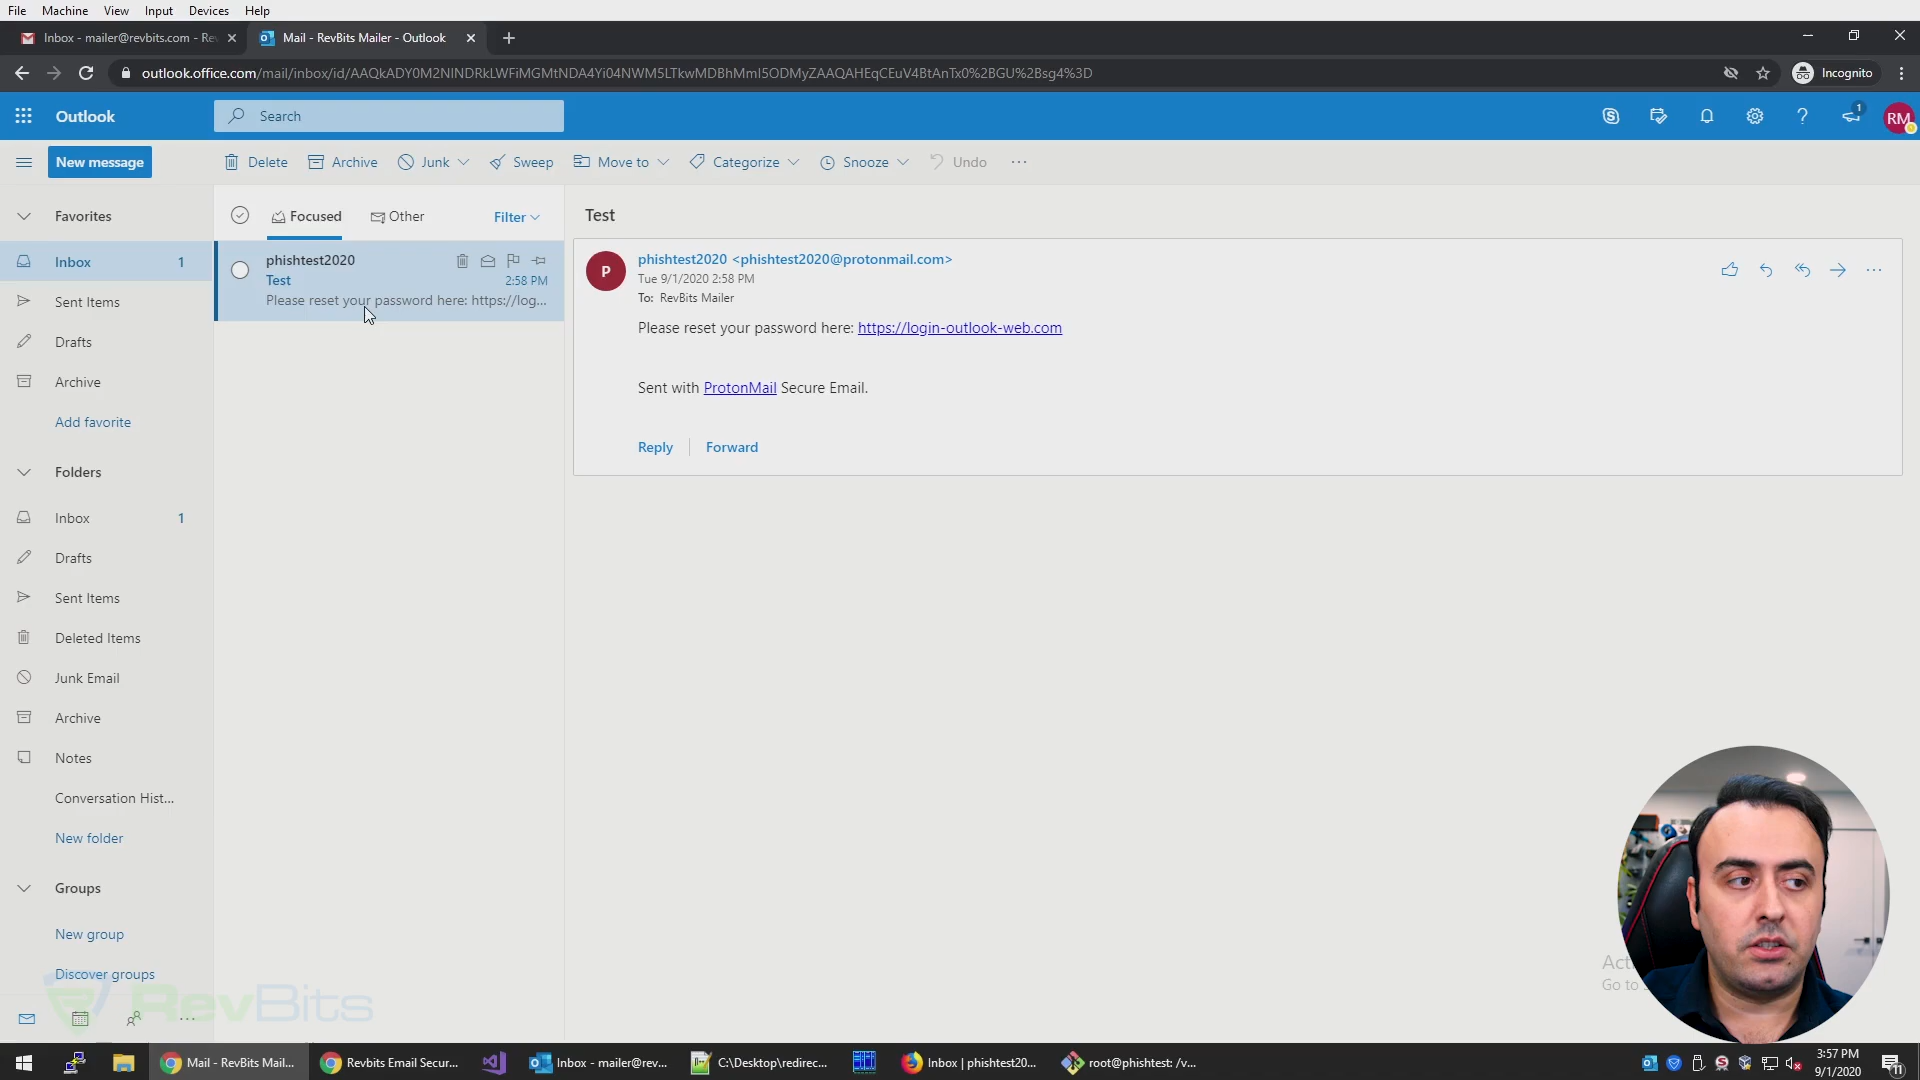 File Machine View Input Devices Help
Inbox - mailer@revbits.com - Rev
Mail - RevBits Mailer - Outlook
outlook.office.com/mail/inbox/id/AAQkADY0M2NlNDRkLWFiMGMtNDA4Yi04NWM5LTkwMDBhMmI5ODMyZAAQAHEqCEuV4BtAnTx0%2BGU%2Bsg4%3D
Incognito
Outlook
Search
1
RM
New message
Delete Archive Junk Sweep Move to Categorize Snooze Undo
Favorites
Inbox 1
Sent Items
Drafts
Archive
Add favorite
Folders
Inbox 1
Drafts
Sent Items
Deleted Items
Junk Email
Archive
Notes
Conversation Hist...
New folder
Groups
New group
Discover groups
Focused Other Filter
phishtest2020
Test 2:58 PM
Please reset your password here: https://log...
Test
P
phishtest2020 <phishtest2020@protonmail.com>
Tue 9/1/2020 2:58 PM
To: RevBits Mailer
Please reset your password here: https://login-outlook-web.com
Sent with ProtonMail Secure Email.
Reply Forward
Go to
RevBits
Mail - RevBits Mail...
Revbits Email Secur...
Inbox - mailer@rev...
C:\Desktop\redirec...
Inbox | phishtest20...
root@phishtest: /v...
3:57 PM
9/1/2020
11